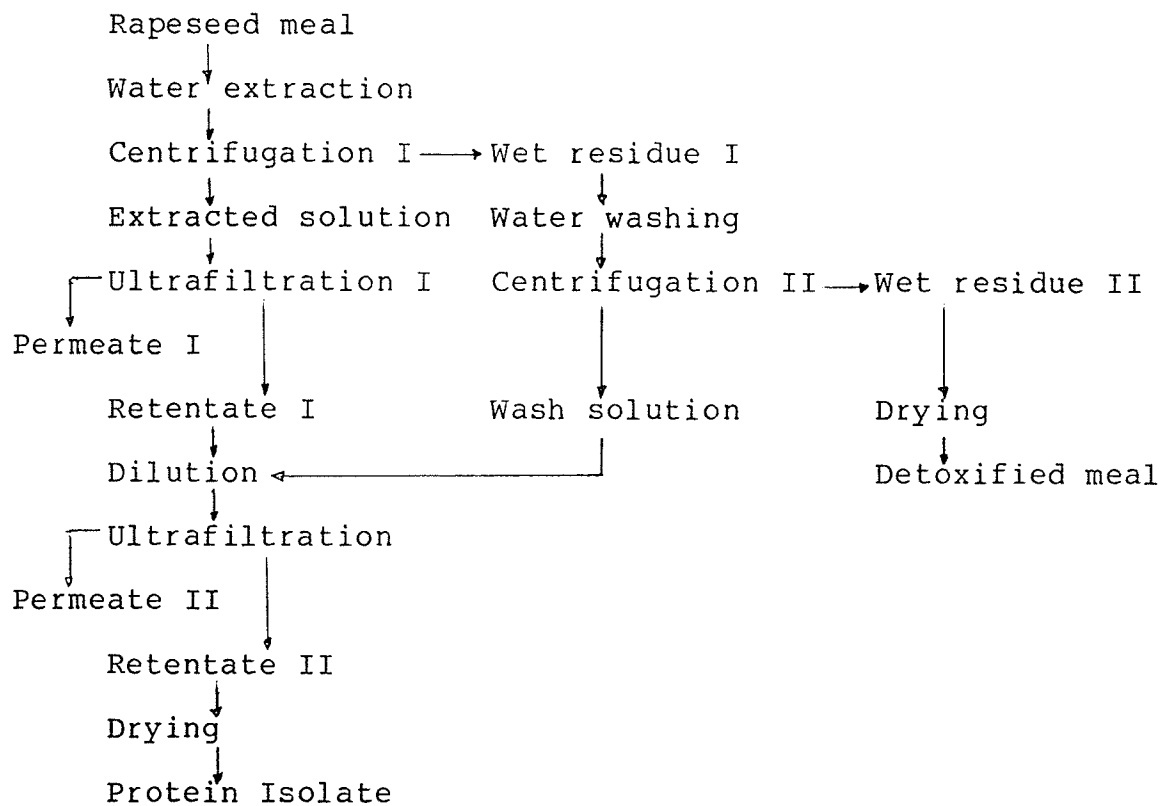 Rapeseed meal
Water extraction
Centrifugation I
Wet residue I
Extracted solution
Water washing
Ultrafiltration I
Centrifugation II
Wet residue II
Permeate I
Retentate I
Wash solution
Drying
Dilution
Detoxified meal
Ultrafiltration
Permeate II
Retentate II
Drying
Protein Isolate